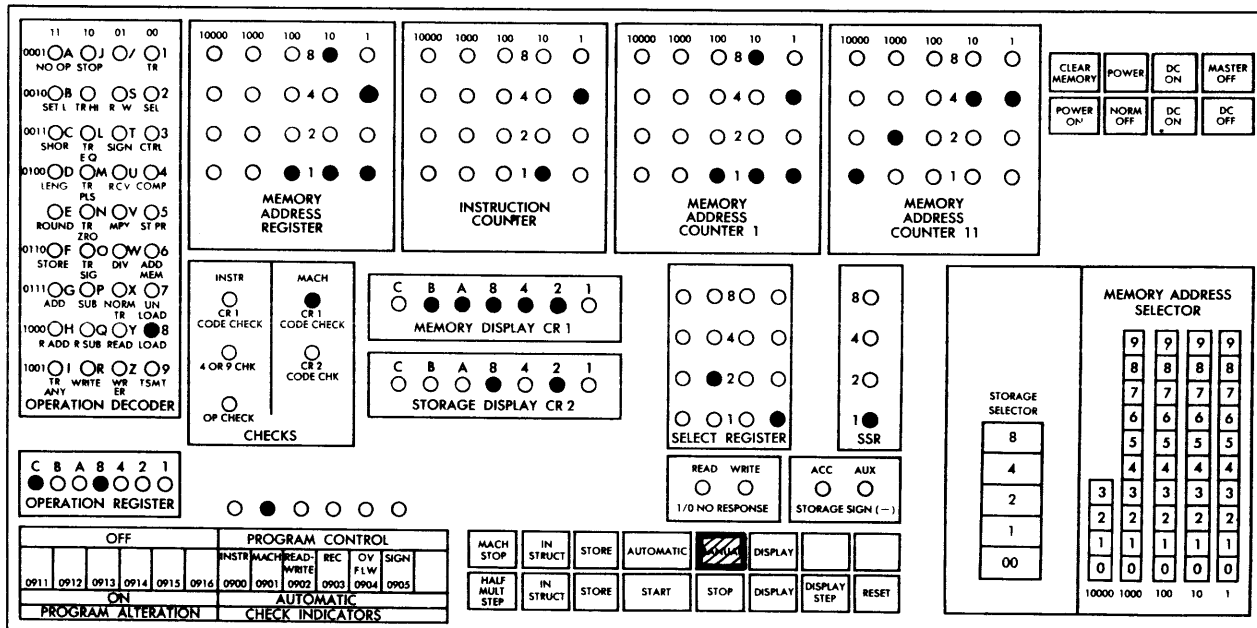 11 10 01 00
0001 A J / 1
NO OP STOP TR
0010 B S 2
SET L TR HI R W SEL
0011 C L T 3
SHOR TR EQ SIGN CTRL
0100 D M U 4
LENG TR PLS RCV COMP
E N V 5
ROUND TR ZRO MPY ST PR
0110 F O W 6
STORE TR SIG DIV ADD MEM
0111 G P X 7
ADD SUB NORM TR UN LOAD
1000 H Q Y 8
R ADD R SUB READ LOAD
1001 I R Z 9
TR ANY WRITE WR ER TSMT
OPERATION DECODER
10000 1000 100 10 1
8
4
2
1
MEMORY
ADDRESS
REGISTER
10000 1000 100 10 1
8
4
2
1
INSTRUCTION
COUNTER
10000 1000 100 10 1
8
4
2
1
MEMORY
ADDRESS
COUNTER 1
10000 1000 100 10 1
8
4
2
1
MEMORY
ADDRESS
COUNTER 11
CLEAR MEMORY
POWER
DC ON
MASTER OFF
POWER ON
NORM OFF
DC ON
DC OFF
INSTR MACH
CR 1 CODE CHECK
CR 1 CODE CHECK
4 OR 9 CHK
CR 2 CODE CHK
OP CHECK
CHECKS
C B A 8 4 2 1
MEMORY DISPLAY CR 1
C B A 8 4 2 1
STORAGE DISPLAY CR 2
8
4
2
1
SELECT REGISTER
8
4
2
1
SSR
READ WRITE
1/0 NO RESPONSE
ACC AUX
STORAGE SIGN (−)
STORAGE SELECTOR
8
4
2
1
00
MEMORY ADDRESS
SELECTOR
9 9 9 9
8 8 8 8
7 7 7 7
6 6 6 6
5 5 5 5
4 4 4 4
3 3 3 3 3
2 2 2 2 2
1 1 1 1 1
0 0 0 0 0
10000 1000 100 10 1
C B A 8 4 2 1
OPERATION REGISTER
OFF
0911 0912 0913 0914 0915 0916
ON
PROGRAM ALTERATION
PROGRAM CONTROL
INSTR MACH READ-WRITE REC OV FLW SIGN
0900 0901 0902 0903 0904 0905
AUTOMATIC
CHECK INDICATORS
MACH STOP
IN STRUCT
STORE
AUTOMATIC
MANUAL
DISPLAY
HALF MULT STEP
IN STRUCT
STORE
START
STOP
DISPLAY
DISPLAY STEP
RESET